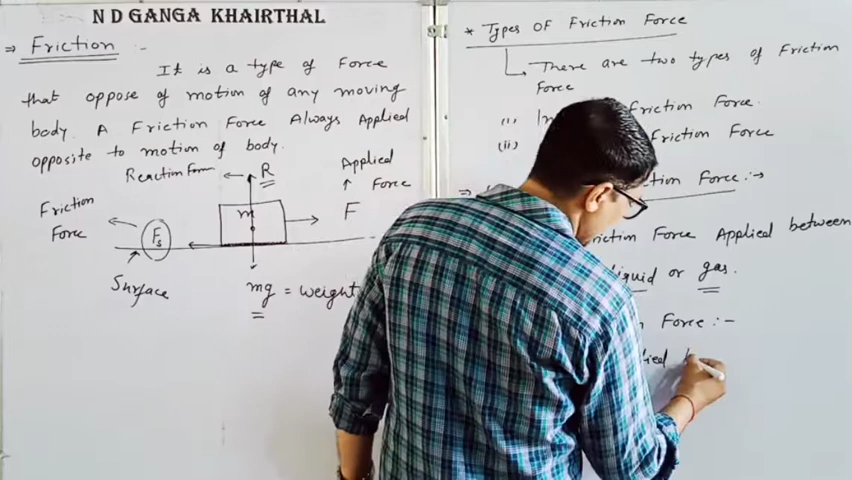 N D GANGA KHAIRTHAL
⇒ Friction :-
It is a type of Force
that oppose of motion of any moving
body. A Friction Force Always Applied
opposite to motion of body.
Reaction Force
R
Applied
Force
Friction
Force
Fs
m
F
Surface
mg = weight
* Types OF Friction Force
There are two types of Friction
Force
(i) Friction Force.
(ii) Friction Force
Force :→
Friction Force Applied between
liquid or gas.
Force :-